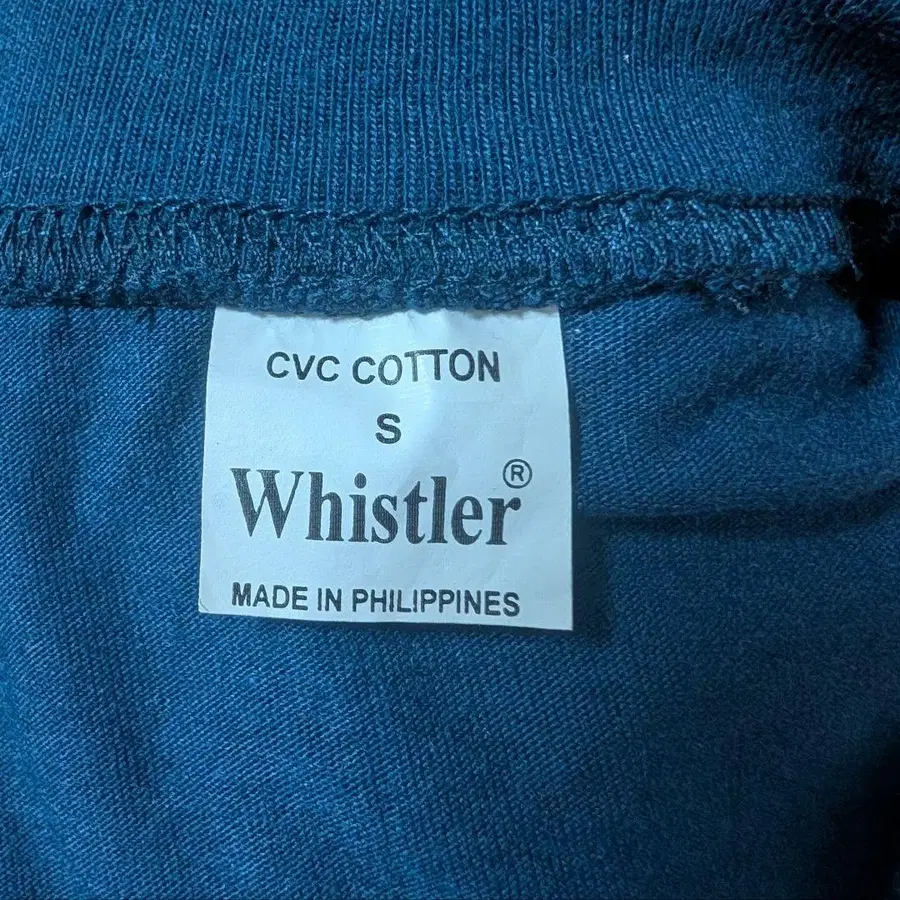 CVC COTTON
S
Whistler®
MADE IN PHILIPPINES